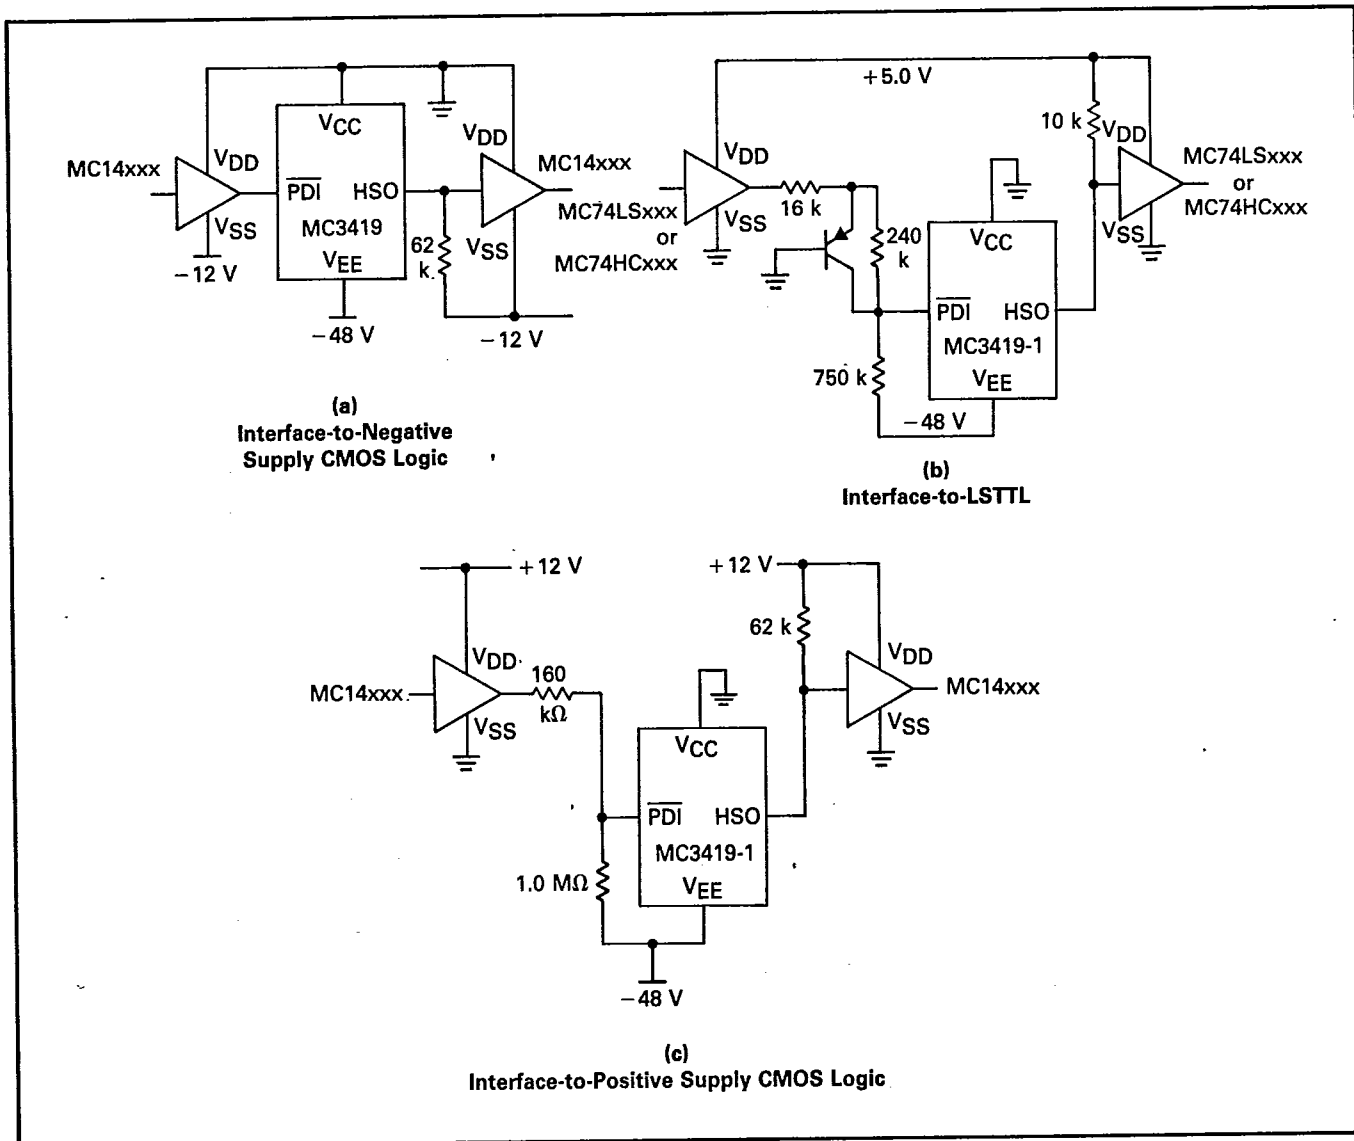 MC14xxx
VDD
VSS
−12 V
VCC
PDI HSO
MC3419
VEE
−48 V
62
k
VDD
VSS
MC14xxx
−12 V
(a)
Interface-to-Negative
Supply CMOS Logic
+5.0 V
MC74LSxxx
or
MC74HCxxx
VDD
VSS
16 k
240
k
750 k
VCC
PDI HSO
MC3419-1
VEE
−48 V
10 k
VDD
VSS
MC74LSxxx
or
MC74HCxxx
(b)
Interface-to-LSTTL
+12 V
MC14xxx
VDD
VSS
160
kΩ
1.0 MΩ
VCC
PDI HSO
MC3419-1
VEE
−48 V
+12 V
62 k
VDD
VSS
MC14xxx
(c)
Interface-to-Positive Supply CMOS Logic